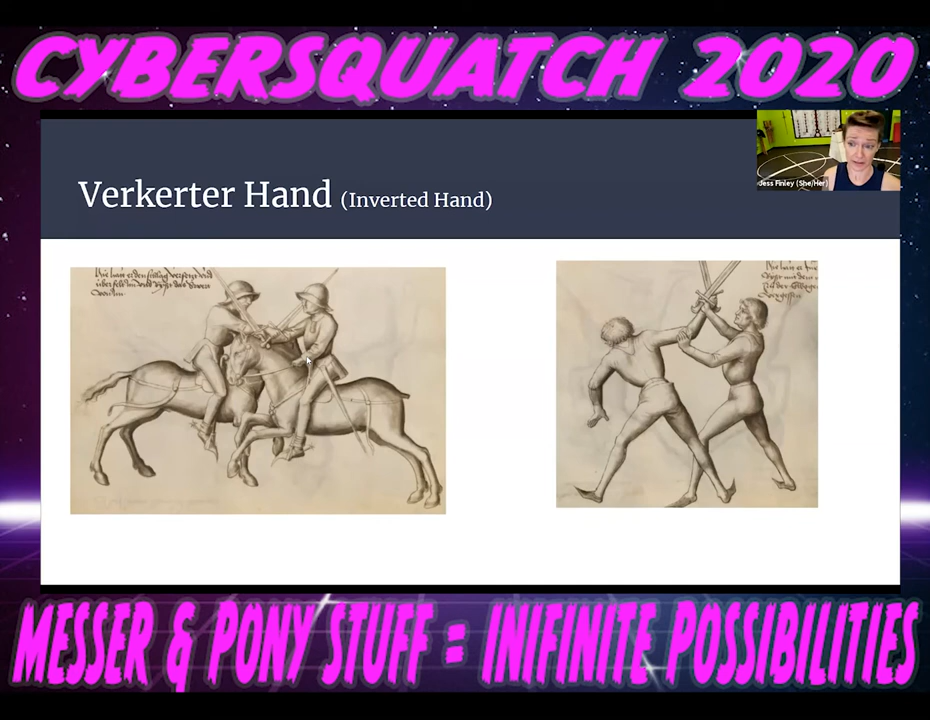 CYBERSQUATCH 2020
Jess Finley (She/Her)
Verkerter Hand (Inverted Hand)
MESSER & PONY STUFF = INIFINITE POSSIBILITIES